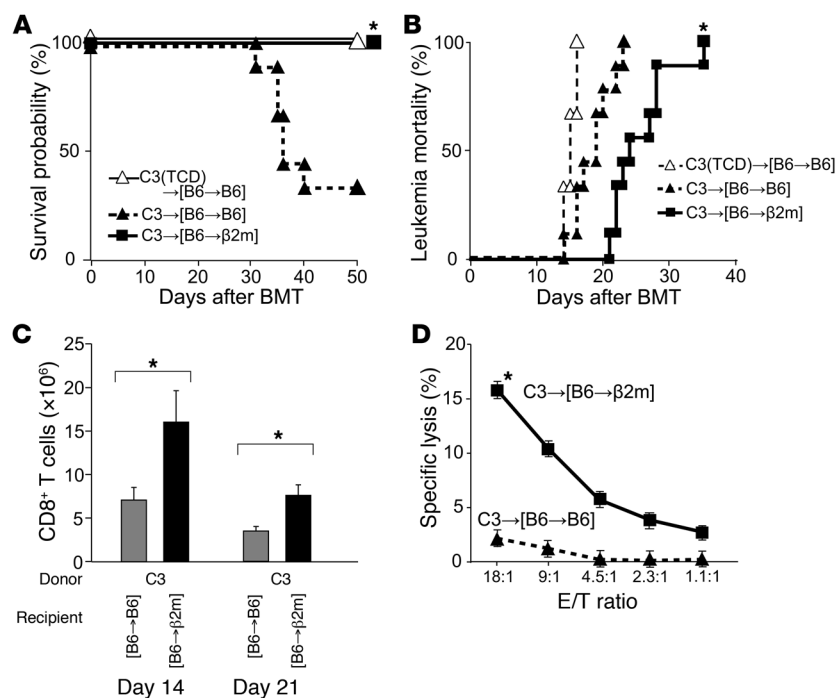 A
Survival probability (%)
100
50
0
*
C3(TCD)
→[B6→B6]
C3→[B6→B6]
C3→[B6→β2m]
0 10 20 30 40 50
Days after BMT
B
Leukemia mortality (%)
100
50
0
*
C3(TCD)→[B6→B6]
C3→[B6→B6]
C3→[B6→β2m]
0 10 20 30 40
Days after BMT
C
CD8⁺ T cells (×10⁶)
25
20
15
10
5
0
*
*
Donor C3 C3
Recipient
[B6→B6]
[B6→β2m]
[B6→B6]
[B6→β2m]
Day 14 Day 21
D
Specific lysis (%)
20
15
10
5
0
*
C3→[B6→β2m]
C3→[B6→B6]
18:1 9:1 4.5:1 2.3:1 1.1:1
E/T ratio